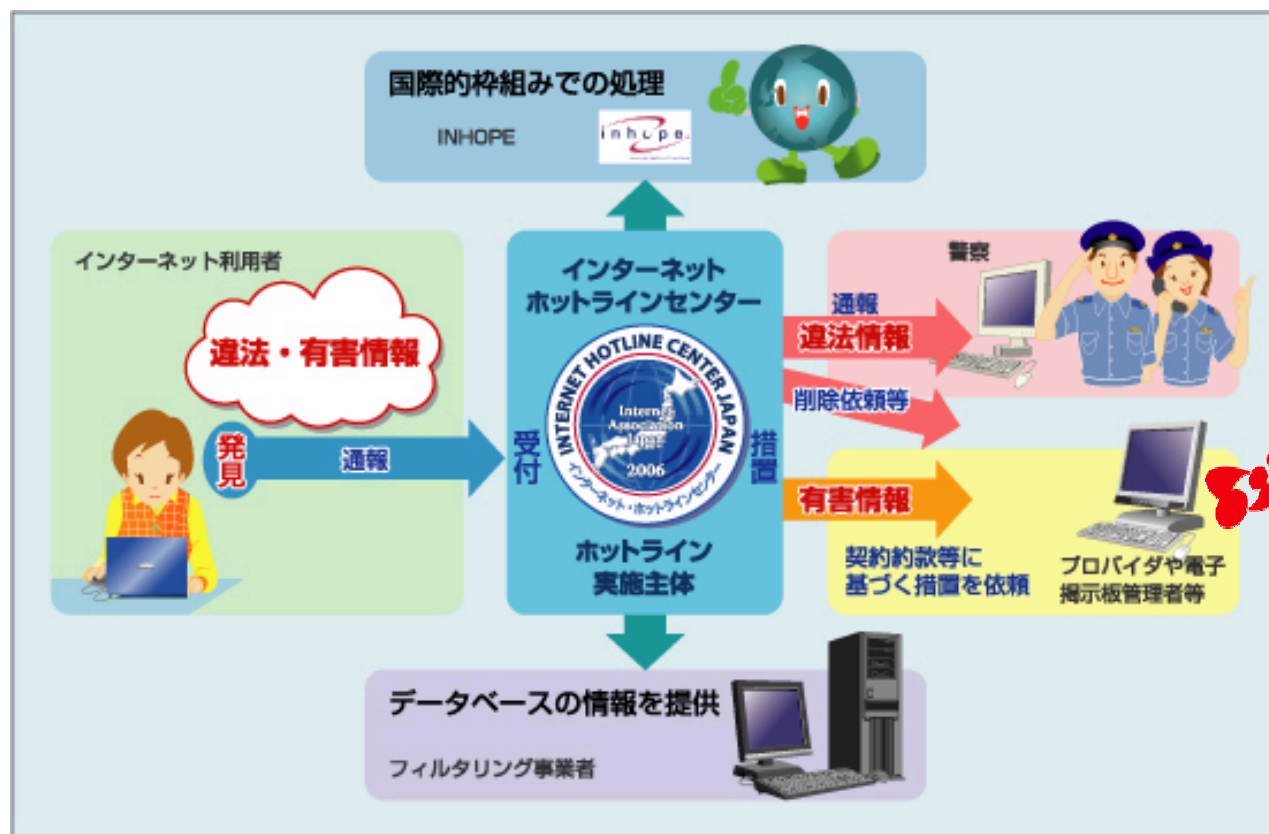 国際的枠組みでの処理
INHOPE
inhope.
インターネット利用者
違法・有害情報
発見
通報
インターネット
ホットラインセンター
受付
INTERNET HOTLINE CENTER JAPAN
Internet
Association
Japan
2006
インターネット・ホットラインセンター
措置
ホットライン
実施主体
警察
通報
違法情報
削除依頼等
有害情報
契約約款等に
基づく措置を依頼
プロバイダや電子
掲示板管理者等
データベースの情報を提供
フィルタリング事業者